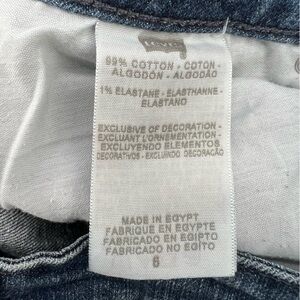 LEVI'S
99% COTTON - COTON -
ALGODÓN - ALGODÃO
1% ELASTANE - ELASTHANNE -
ELASTANO
EXCLUSIVE OF DECORATION -
EXCLUANT L'ORNEMENTATION -
EXCLUYENDO ELEMENTOS
DECORATIVOS - EXCLUINDO DECORAÇÃO
MADE IN EGYPT
FABRIQUÉ EN EGYPTE
FABRICADO EN EGIPTO
FABRICADO NO EGITO
6